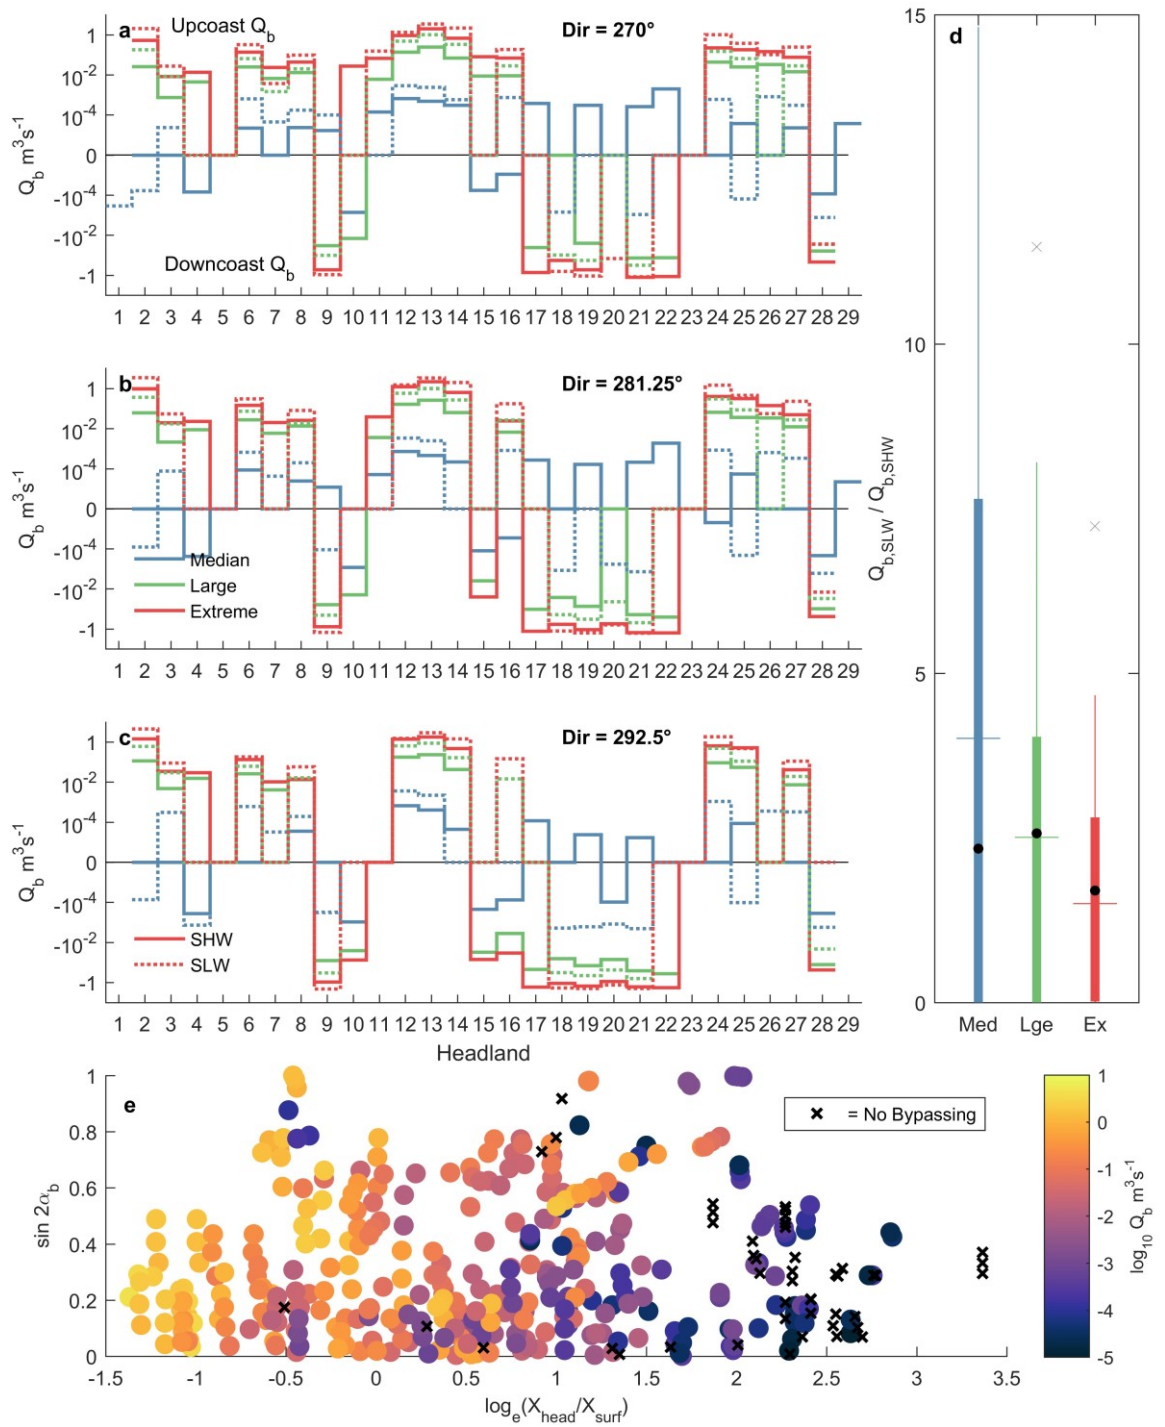 a
Upcoast Q_b
Dir = 270°
Q_b m³s⁻¹
1
10⁻²
10⁻⁴
0
-10⁻⁴
-10⁻²
-1
Downcoast Q_b
1 2 3 4 5 6 7 8 9 10 11 12 13 14 15 16 17 18 19 20 21 22 23 24 25 26 27 28 29
b
Dir = 281.25°
Q_b m³s⁻¹
1
10⁻²
10⁻⁴
0
-10⁻⁴
-10⁻²
-1
Median
Large
Extreme
1 2 3 4 5 6 7 8 9 10 11 12 13 14 15 16 17 18 19 20 21 22 23 24 25 26 27 28 29
c
Dir = 292.5°
Q_b m³s⁻¹
1
10⁻²
10⁻⁴
0
-10⁻⁴
-10⁻²
-1
SHW
SLW
1 2 3 4 5 6 7 8 9 10 11 12 13 14 15 16 17 18 19 20 21 22 23 24 25 26 27 28 29
Headland
d
Q_b,SLW / Q_b,SHW
15
10
5
0
Med Lge Ex
e
sin 2α_b
1
0.8
0.6
0.4
0.2
0
-1.5 -1 -0.5 0 0.5 1 1.5 2 2.5 3 3.5
log_e(X_head/X_surf)
× = No Bypassing
1
0
-1
-2
-3
-4
-5
log₁₀ Q_b m³s⁻¹